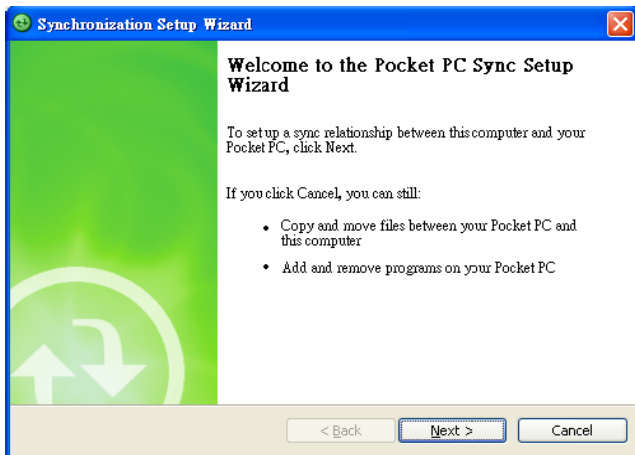 Synchronization Setup Wizard
Welcome to the Pocket PC Sync Setup
Wizard
To set up a sync relationship between this computer and your
Pocket PC, click Next.
If you click Cancel, you can still:
• Copy and move files between your Pocket PC and
this computer
• Add and remove programs on your Pocket PC
< Back
Next >
Cancel